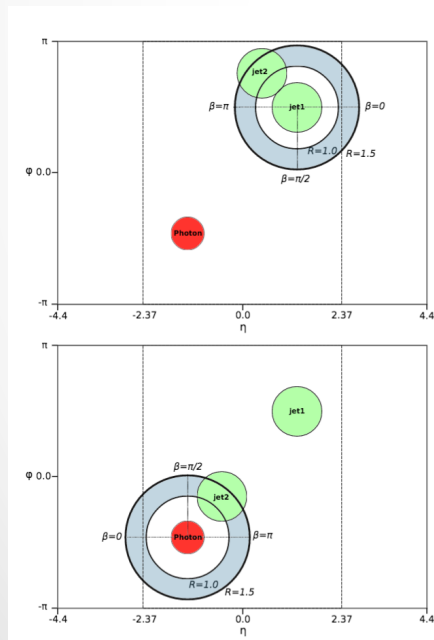 π
jet2
β=π
jet1
β=0
R=1.0
R=1.5
β=π/2
φ 0.0
Photon
-π
-4.4
-2.37
0.0
2.37
4.4
η
π
jet1
φ 0.0
β=π/2
jet2
β=0
Photon
β=π
R=1.0
R=1.5
-π
-4.4
-2.37
0.0
2.37
4.4
η